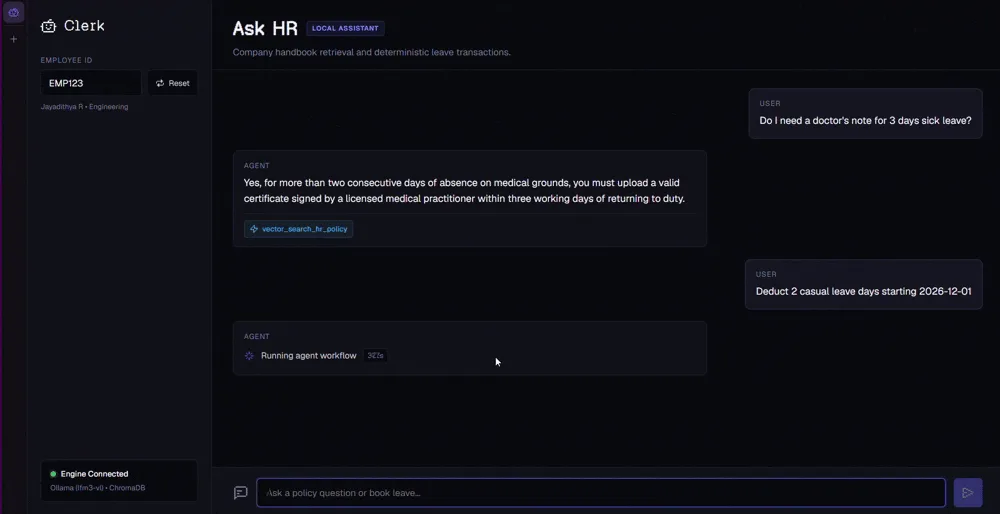 Clerk
EMPLOYEE ID
EMP123
Reset
Jayadithya R • Engineering
Engine Connected
Ollama (lfm3-vl) • ChromaDB
Ask HR
LOCAL ASSISTANT
Company handbook retrieval and deterministic leave transactions.
USER
Do I need a doctor's note for 3 days sick leave?
AGENT
Yes, for more than two consecutive days of absence on medical grounds, you must upload a valid
certificate signed by a licensed medical practitioner within three working days of returning to duty.
vector_search_hr_policy
USER
Deduct 2 casual leave days starting 2026-12-01
AGENT
Running agent workflow
Ask a policy question or book leave...